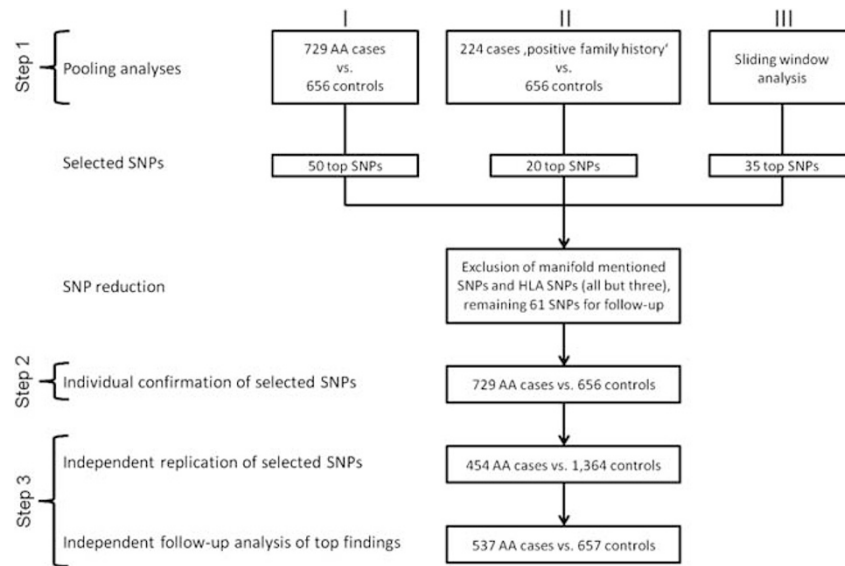 I
II
III
Step 1
Pooling analyses
729 AA cases
vs.
656 controls
224 cases ‚positive family history‘
vs.
656 controls
Sliding window
analysis
Selected SNPs
50 top SNPs
20 top SNPs
35 top SNPs
SNP reduction
Exclusion of manifold mentioned
SNPs and HLA SNPs (all but three),
remaining 61 SNPs for follow-up
Step 2
Individual confirmation of selected SNPs
729 AA cases vs. 656 controls
Step 3
Independent replication of selected SNPs
454 AA cases vs. 1,364 controls
Independent follow-up analysis of top findings
537 AA cases vs. 657 controls